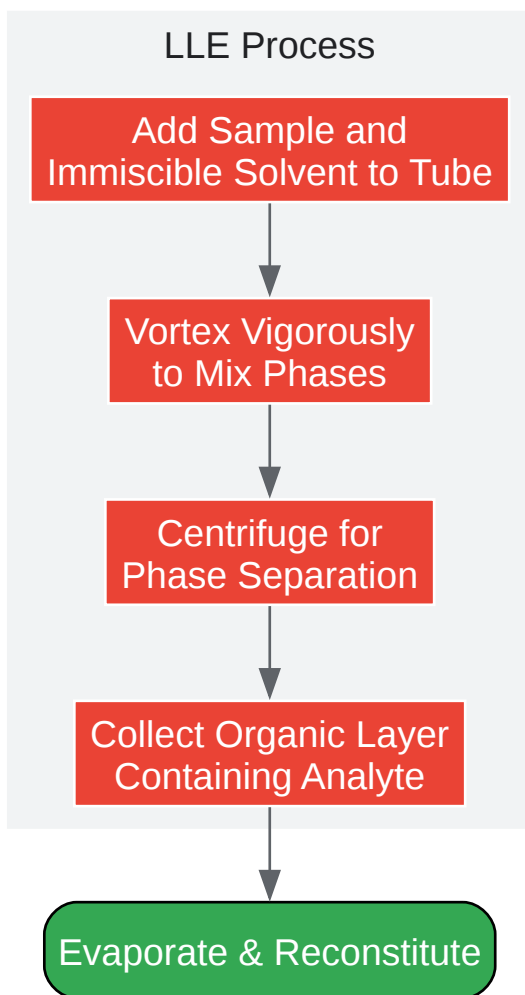 LLE Process
Add Sample and
Immiscible Solvent to Tube
Vortex Vigorously
to Mix Phases
Centrifuge for
Phase Separation
Collect Organic Layer
Containing Analyte
Evaporate & Reconstitute